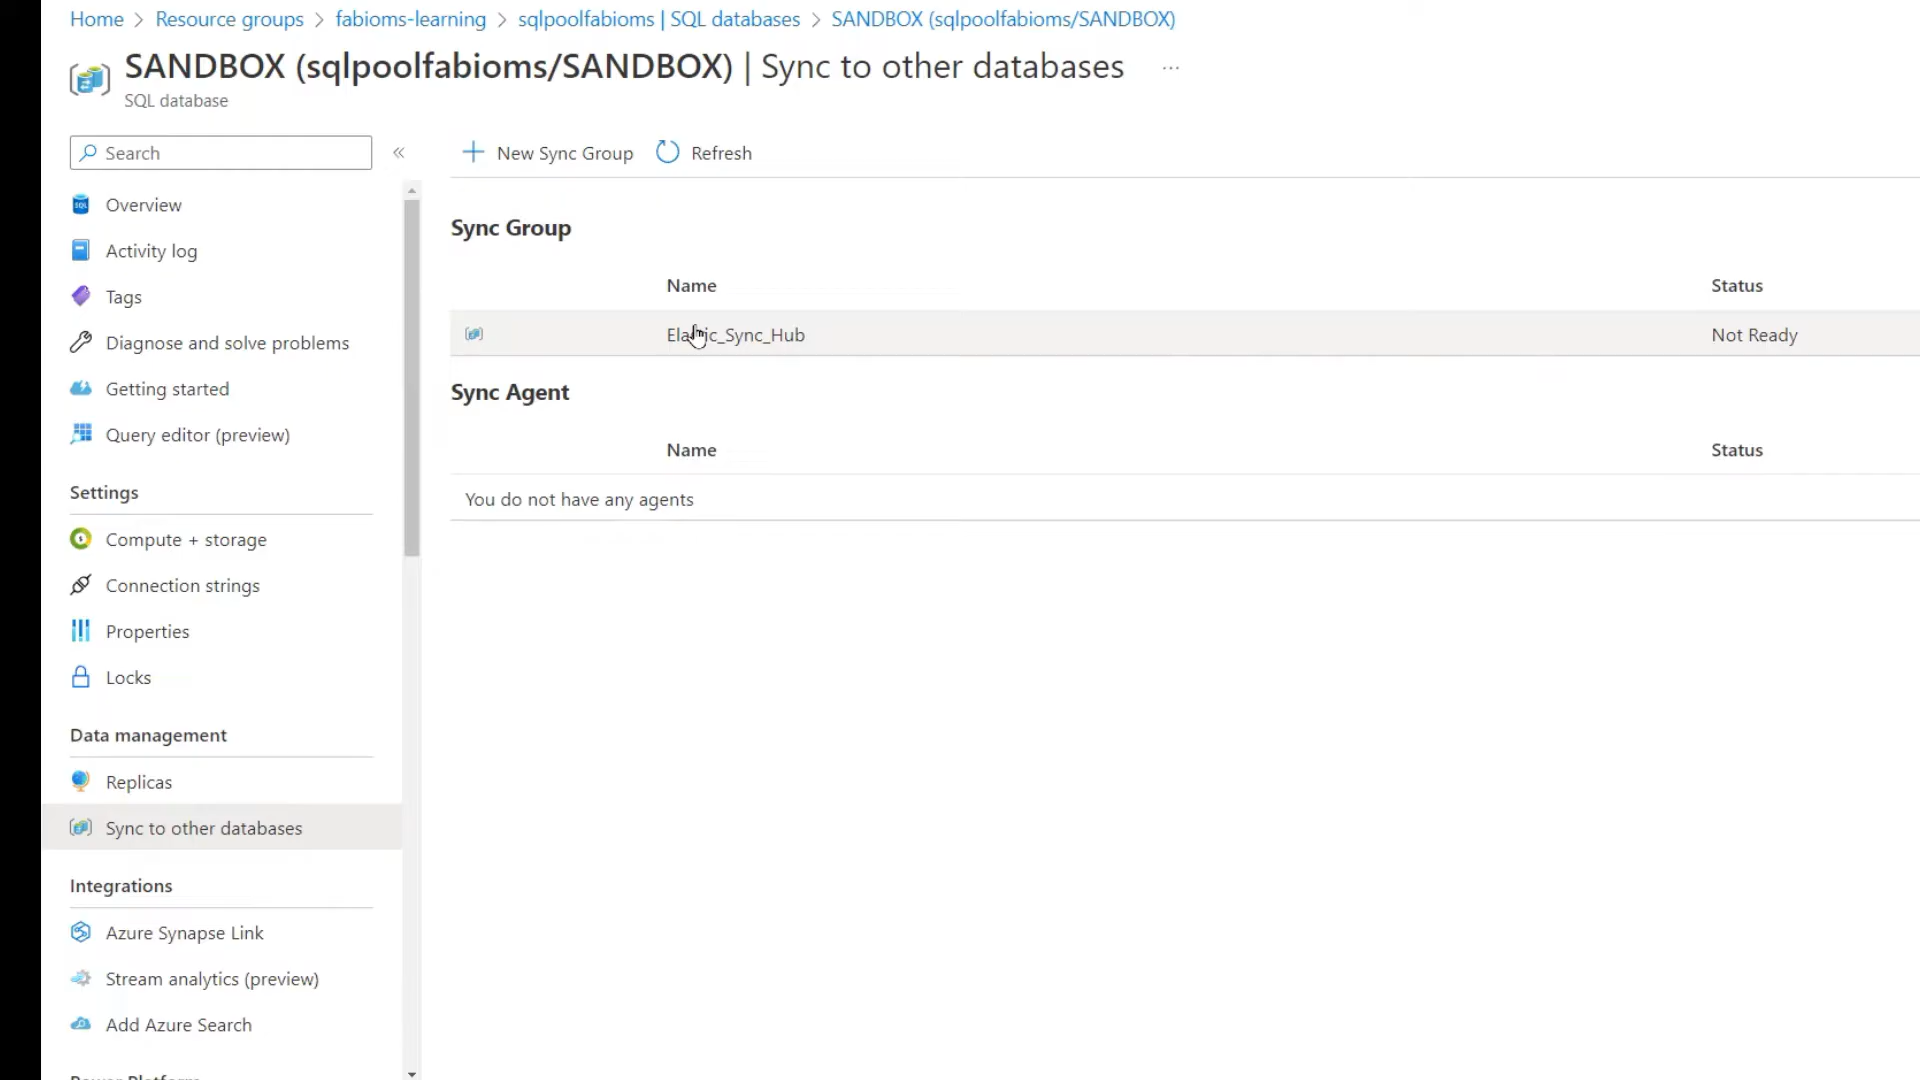 Home > Resource groups > fabioms-learning > sqlpoolfabioms | SQL databases > SANDBOX (sqlpoolfabioms/SANDBOX)
SANDBOX (sqlpoolfabioms/SANDBOX) | Sync to other databases ...
SQL database
Search «
New Sync Group Refresh
Overview
Activity log
Tags
Diagnose and solve problems
Getting started
Query editor (preview)
Settings
Compute + storage
Connection strings
Properties
Locks
Data management
Replicas
Sync to other databases
Integrations
Azure Synapse Link
Stream analytics (preview)
Add Azure Search
Power Platform
Sync Group
Name Status
Elastic_Sync_Hub Not Ready
Sync Agent
Name Status
You do not have any agents